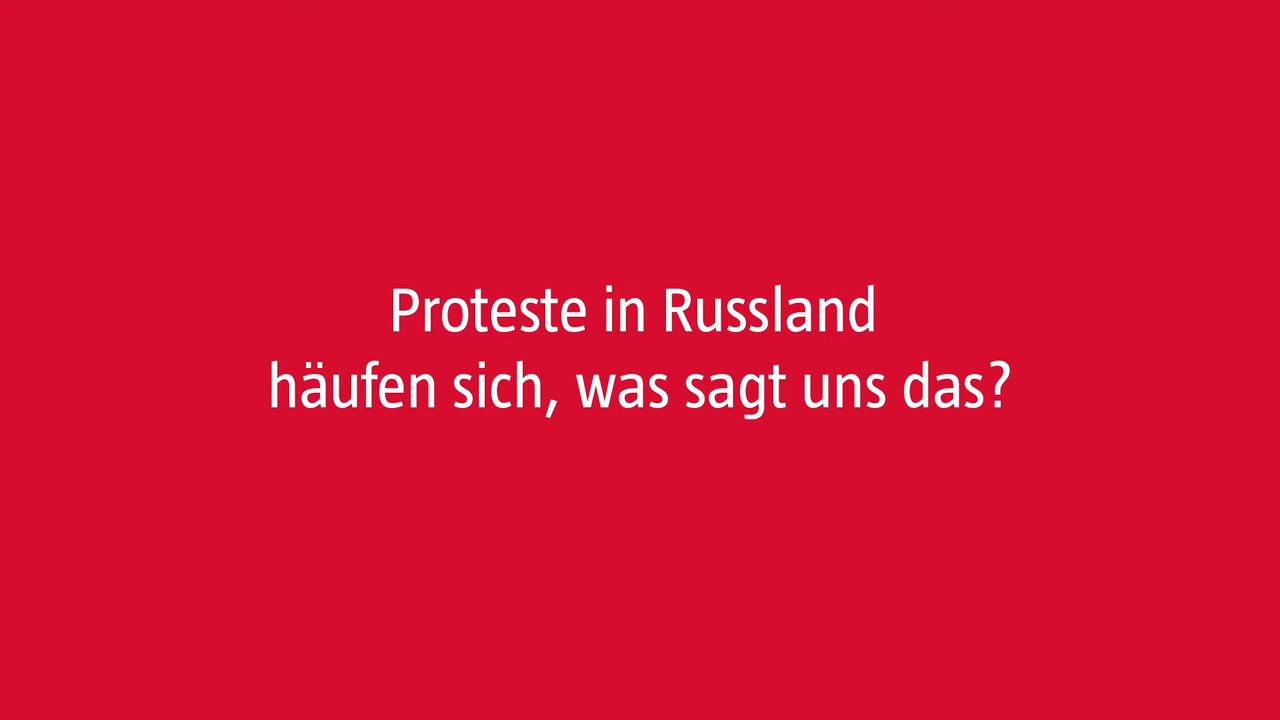 Proteste in Russland
häufen sich, was sagt uns das?